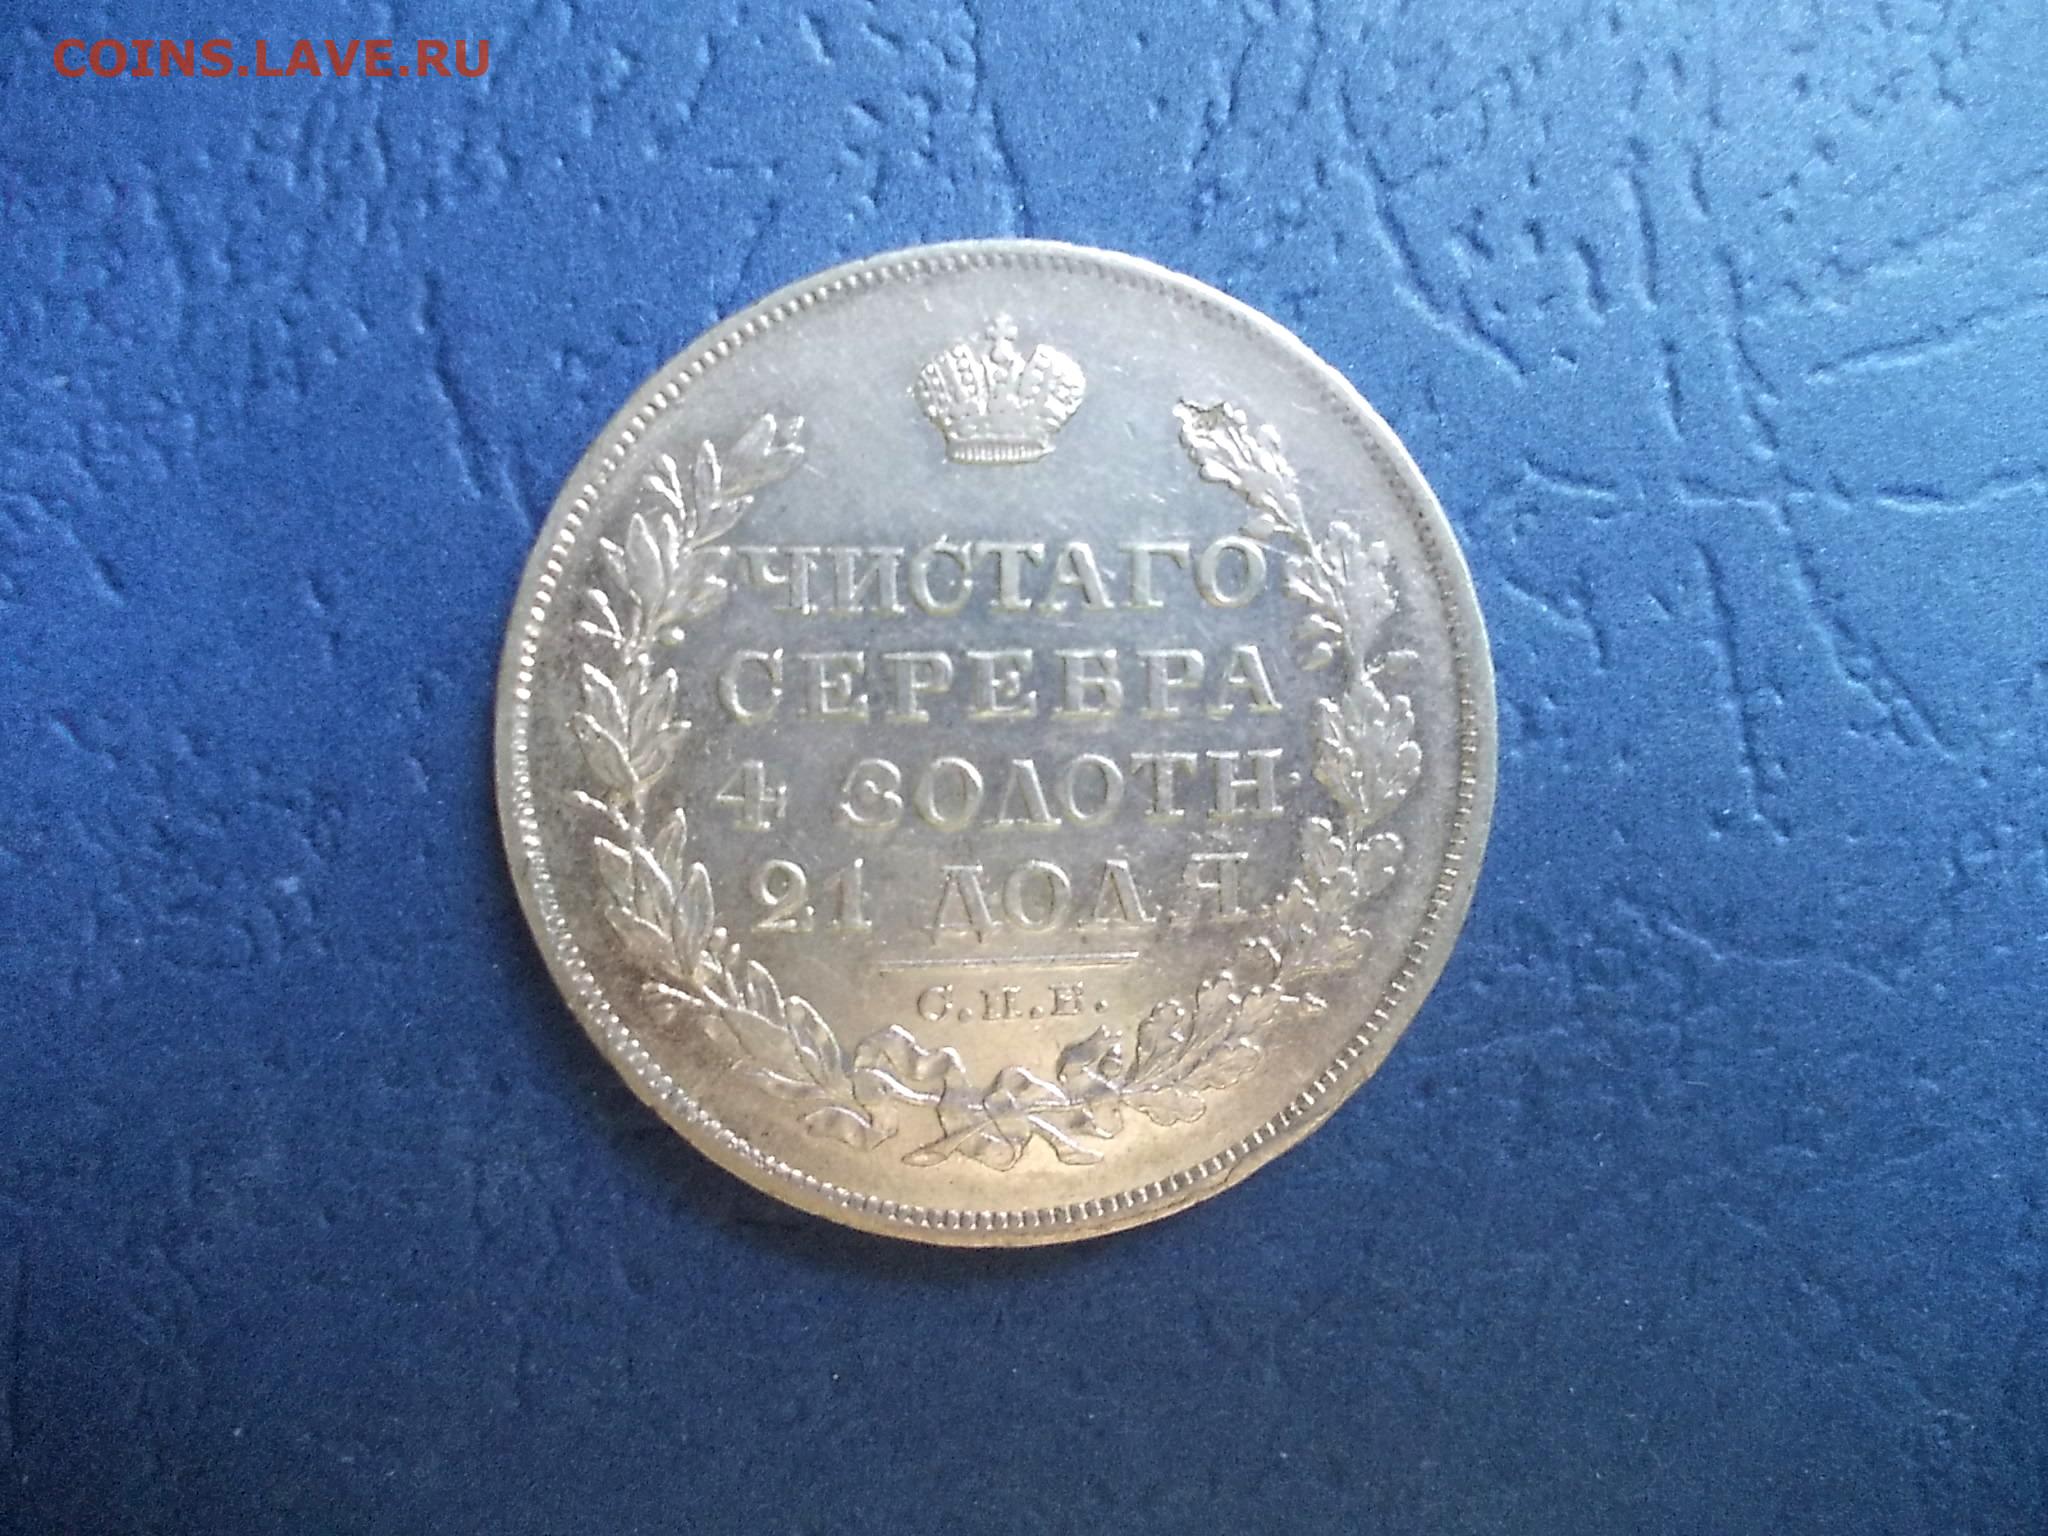 COINS.LAVE.RU
ЧИСТАГО
СЕРЕБРА
4 ЗОЛОТН.
21 ДОЛЯ
С.П.Б.